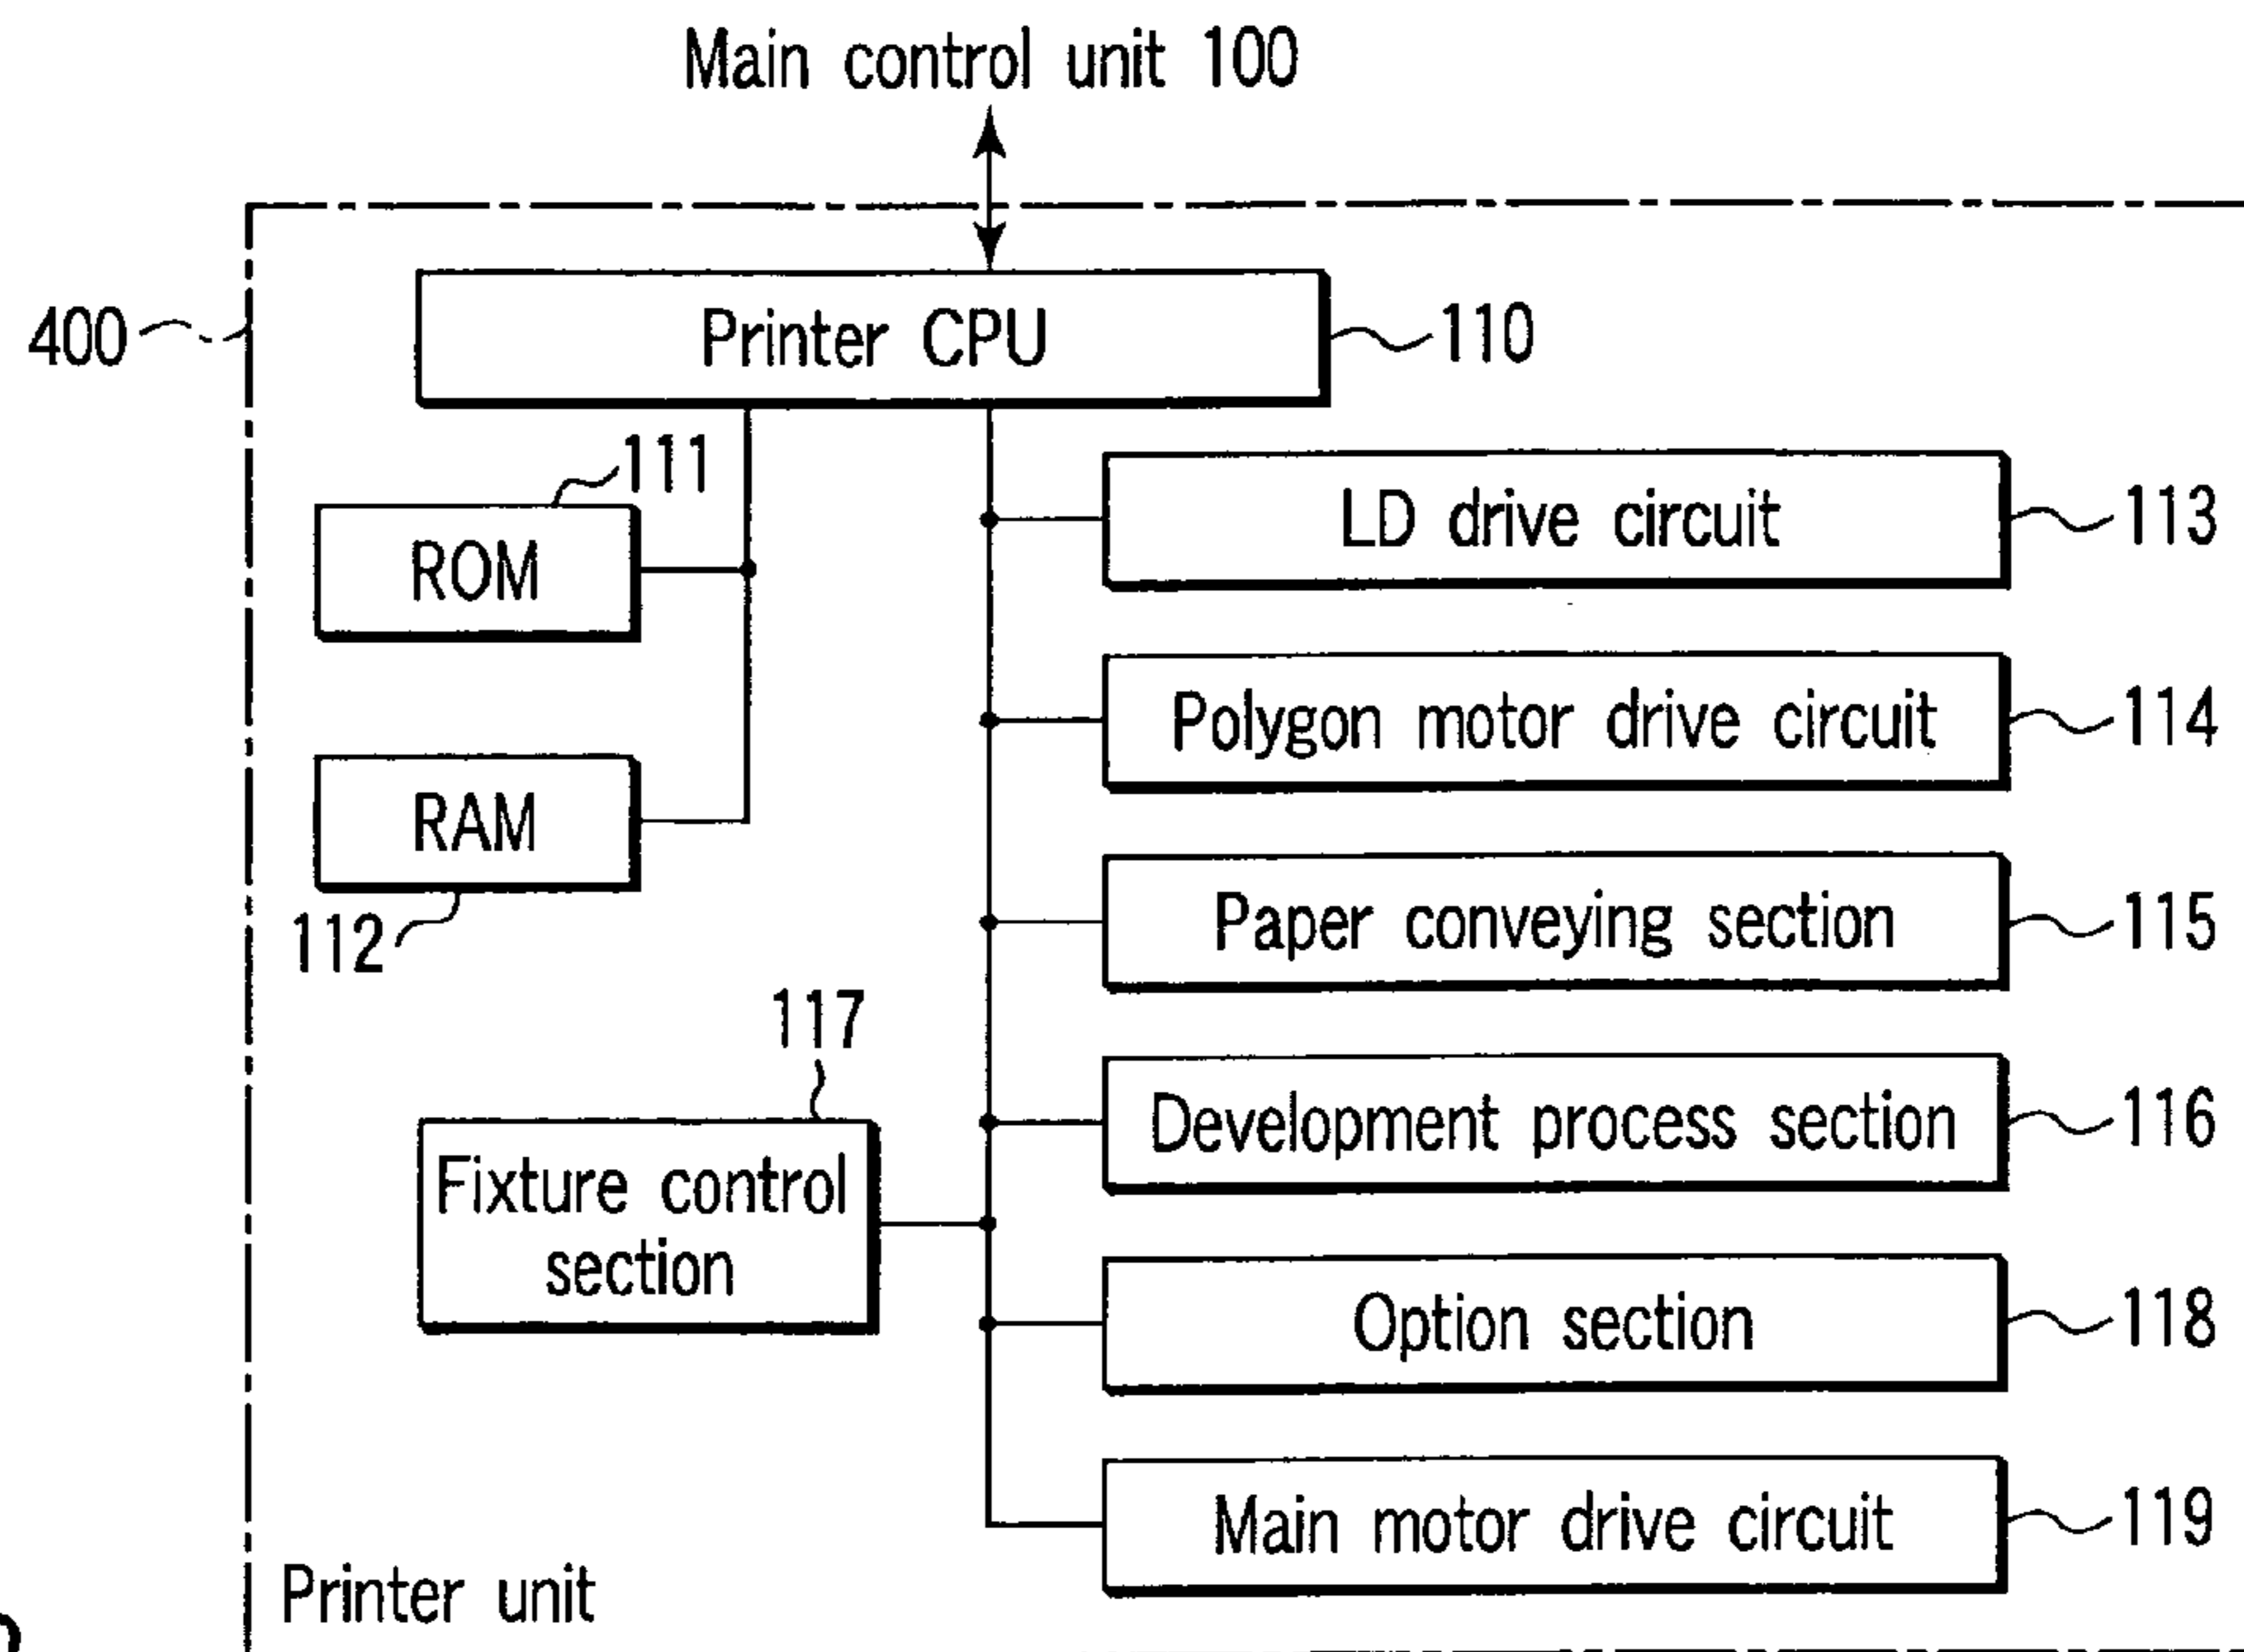 Main control unit 100
400
Printer CPU
110
111
ROM
LD drive circuit
113
Polygon motor drive circuit
114
RAM
112
Paper conveying section
115
117
Fixture control
section
Development process section
116
Option section
118
Main motor drive circuit
119
Printer unit